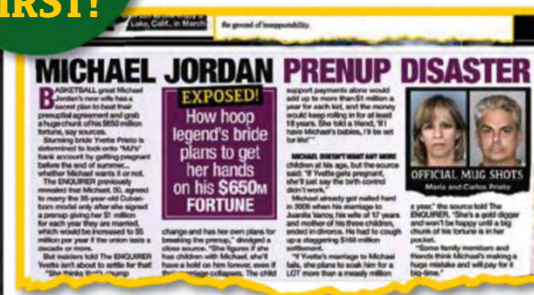 IRST!
Lake, Calif., in March
the ground of insupportability.
MICHAEL JORDAN PRENUP DISASTER
BASKETBALL great Michael
Jordan's new wife has a
secret plan to beat their
prenuptial agreement and grab
a huge chunk of his $650 million
fortune, say sources.
Stunning bride Yvette Prieto is
determined to lock onto "MJ's"
bank account by getting pregnant
before the end of summer –
whether Michael wants it or not.
The ENQUIRER previously
revealed that Michael, 50, agreed
to marry the 35-year-old Cuban-
born model only after she signed
a prenup giving her $1 million
for each year they are married,
which would be increased to $5
million per year if the union lasts a
decade or more.
But insiders told The ENQUIRER
Yvette isn't about to settle for that!
"She thinks that's chump
EXPOSED!
How hoop
legend's bride
plans to get
her hands
on his $650M
FORTUNE
change and has her own plans for
breaking the prenup," divulged a
close source. "She figures if she
has children with Michael, she'll
have a hold on him forever, even if
their marriage collapses. The child
support payments alone would
add up to more than $1 million a
year for each kid, and the money
would keep rolling in for at least
18 years. She told a friend, 'If I
have Michael's babies, I'll be set
for life!'"
MICHAEL DOESN'T WANT ANY MORE
children at his age, but the source
said: "If Yvette gets pregnant,
she'll just say the birth control
didn't work."
Michael already got nailed hard
in 2006 when his marriage to
Juanita Vanoy, his wife of 17 years
and mother of his three children,
ended in divorce. He had to cough
up a staggering $168 million
settlement.
"If Yvette's marriage to Michael
fails, she plans to soak him for a
LOT more than a measly million
OFFICIAL MUG SHOTS
Maria and Carlos Prieto
a year," the source told The
ENQUIRER. "She's a gold digger
and won't be happy until a big
chunk of his fortune is in her
pocket.
"Some family members and
friends think Michael's making a
huge mistake and will pay for it
big-time."